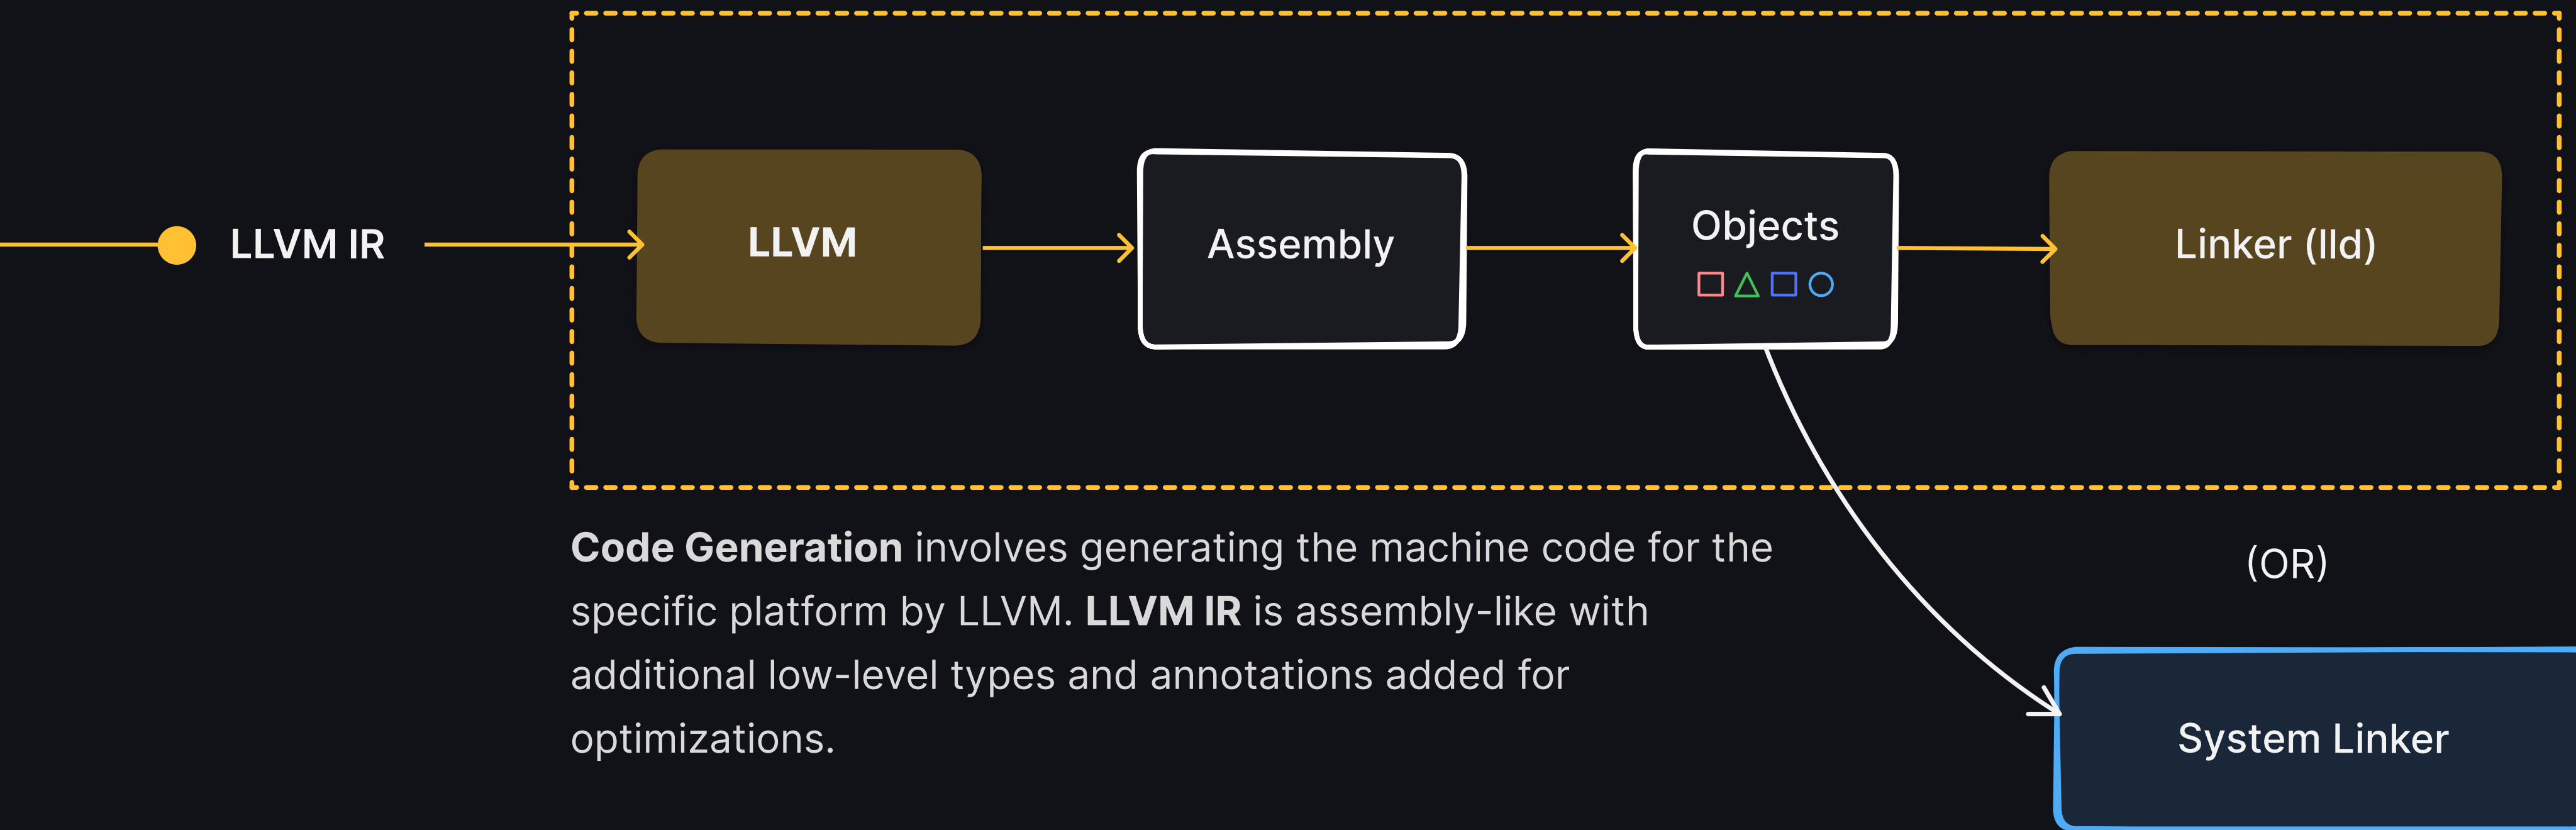 LLVM IR
LLVM
Assembly
Objects
Linker (lld)
Code Generation involves generating the machine code for the
specific platform by LLVM. LLVM IR is assembly-like with
additional low-level types and annotations added for
optimizations.
(OR)
System Linker